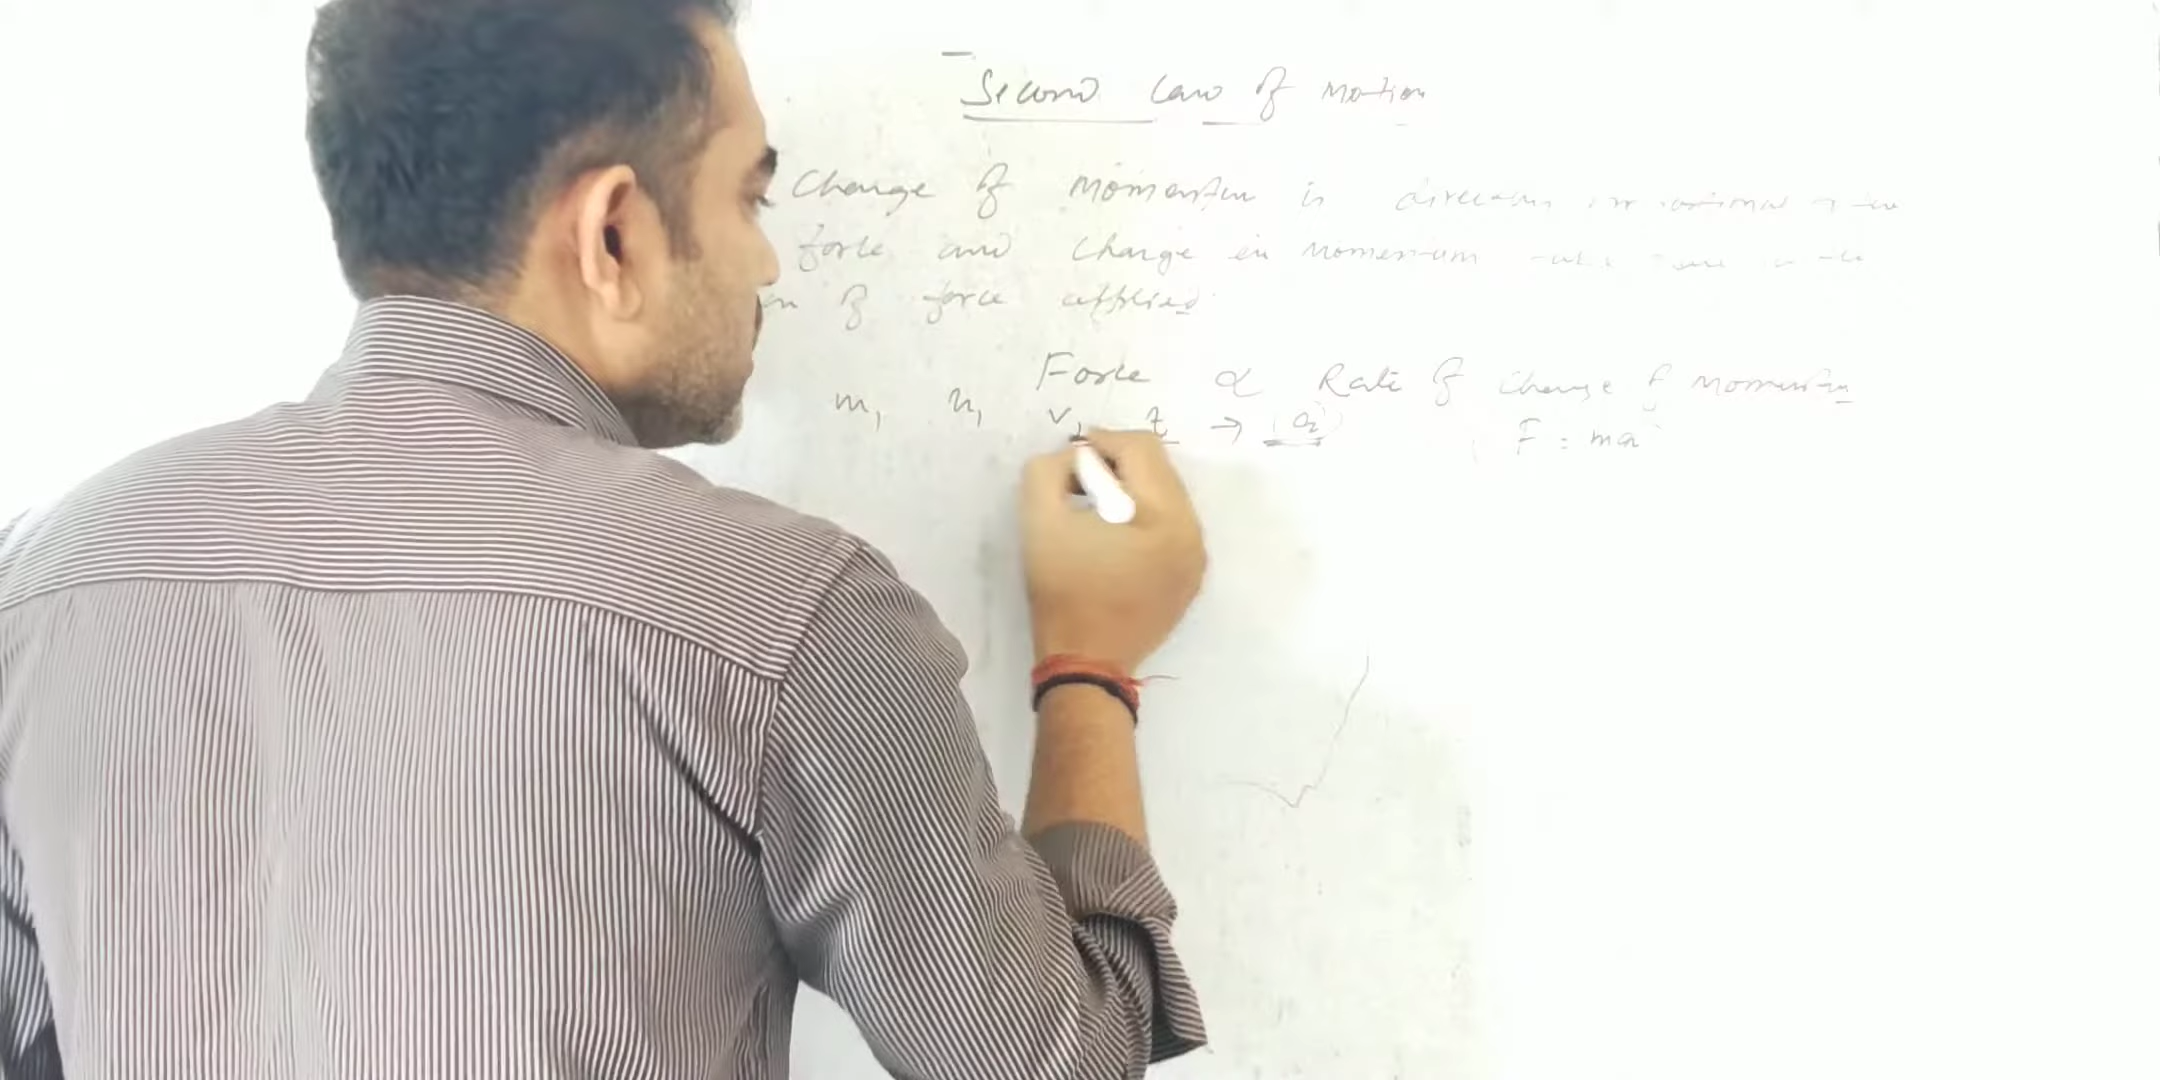 Second Law of Motion
Change of Momentum is
force and change in Momentum
of force applied
Force ∝ Rate of change of Momentum
m, u, v, t → (a) F = ma